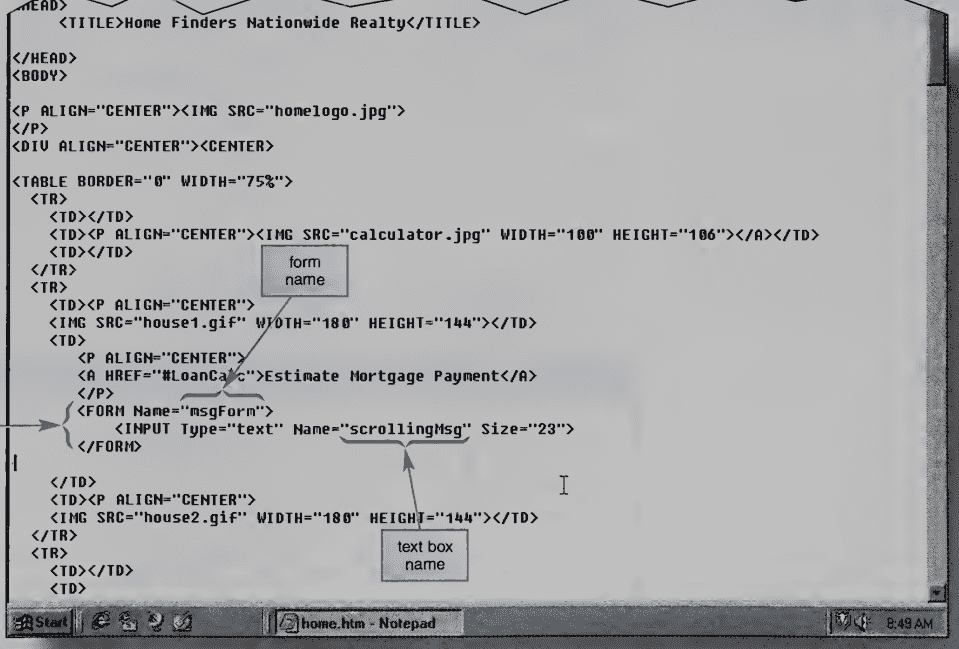 <HEAD>
<TITLE>Home Finders Nationwide Realty</TITLE>
</HEAD>
<BODY>
<P ALIGN="CENTER"><IMG SRC="homelogo.jpg">
</P>
<DIV ALIGN="CENTER"><CENTER>
<TABLE BORDER="0" WIDTH="75%">
<TR>
<TD></TD>
<TD><P ALIGN="CENTER"><IMG SRC="calculator.jpg" WIDTH="100" HEIGHT="106"></A></TD>
<TD></TD>
</TR>
form
name
<TR>
<TD><P ALIGN="CENTER">
<IMG SRC="house1.gif" WIDTH="180" HEIGHT="144"></TD>
<TD>
<P ALIGN="CENTER">
<A HREF="#LoanCalc">Estimate Mortgage Payment</A>
</P>
<FORM Name="msgForm">
<INPUT Type="text" Name="scrollingMsg" Size="23">
</FORM>
</TD>
<TD><P ALIGN="CENTER">
<IMG SRC="house2.gif" WIDTH="180" HEIGHT="144"></TD>
</TR>
text box
name
<TR>
<TD></TD>
<TD>
Start
home.htm - Notepad
8:49 AM